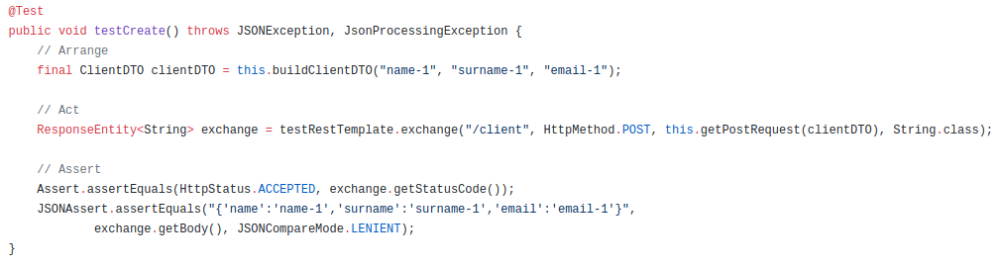 @Test
public void testCreate() throws JSONException, JsonProcessingException {
    // Arrange
    final ClientDTO clientDTO = this.buildClientDTO("name-1", "surname-1", "email-1");

    // Act
    ResponseEntity<String> exchange = testRestTemplate.exchange("/client", HttpMethod.POST, this.getPostRequest(clientDTO), String.class);

    // Assert
    Assert.assertEquals(HttpStatus.ACCEPTED, exchange.getStatusCode());
    JSONAssert.assertEquals("{'name':'name-1','surname':'surname-1','email':'email-1'}",
            exchange.getBody(), JSONCompareMode.LENIENT);
}